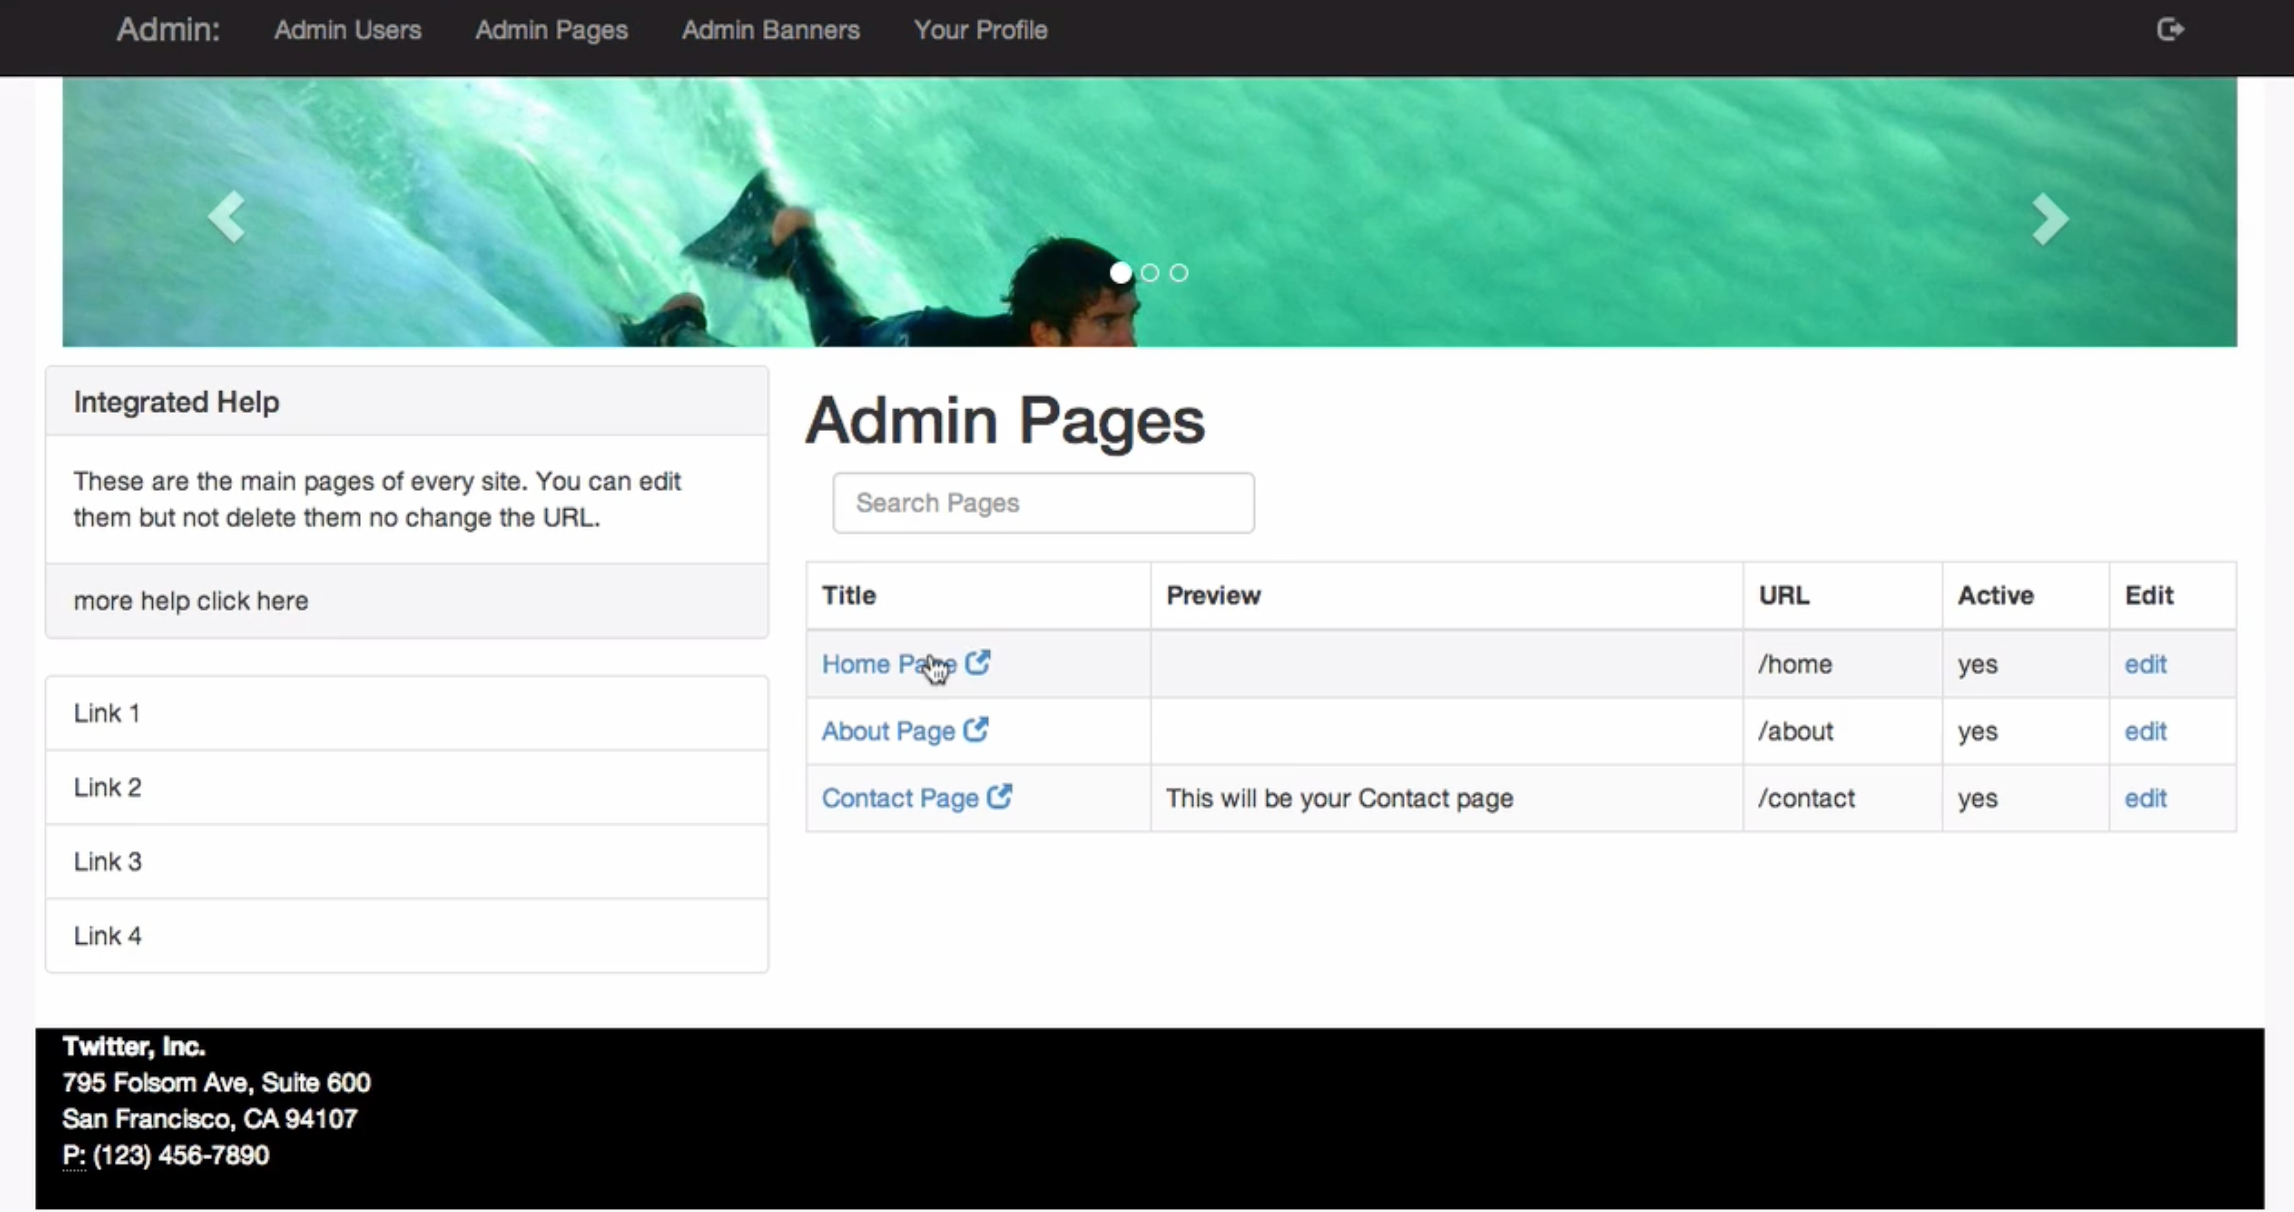 Admin: Admin Users Admin Pages Admin Banners Your Profile
Integrated Help
These are the main pages of every site. You can edit
them but not delete them no change the URL.
more help click here
Link 1
Link 2
Link 3
Link 4
Admin Pages
Search Pages
Title Preview URL Active Edit
Home Page /home yes edit
About Page /about yes edit
Contact Page This will be your Contact page /contact yes edit
Twitter, Inc.
795 Folsom Ave, Suite 600
San Francisco, CA 94107
P: (123) 456-7890